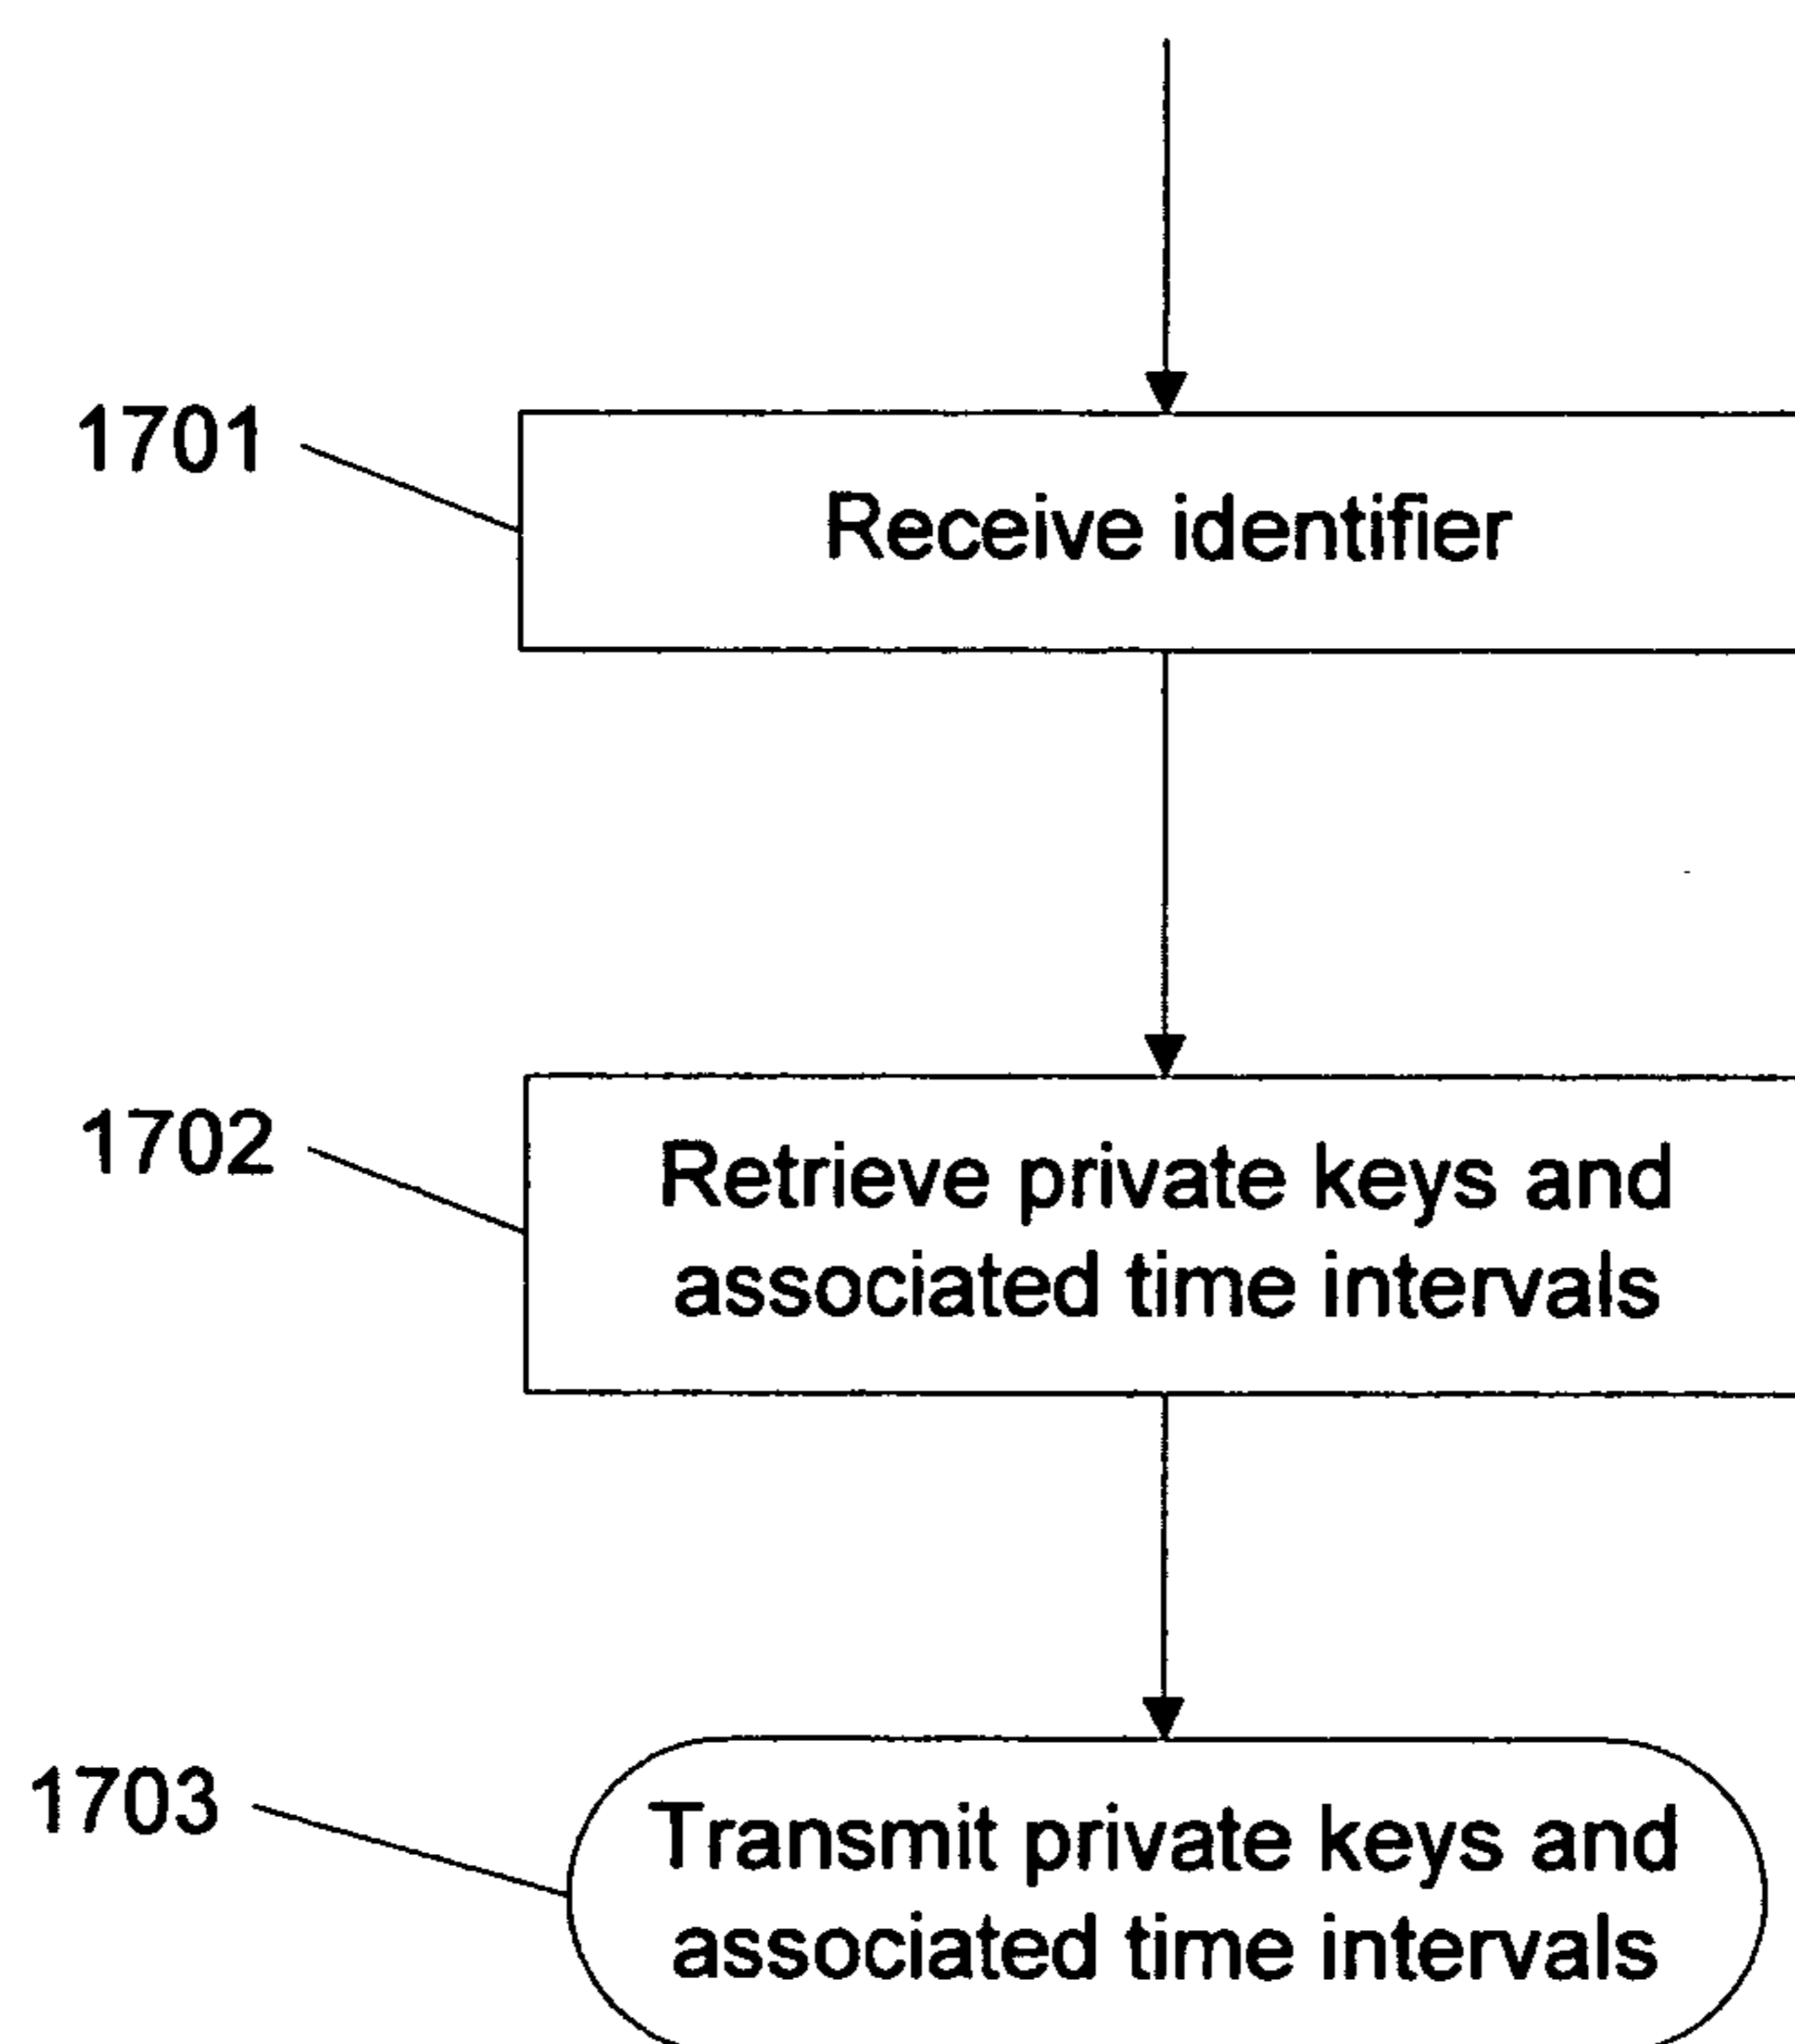 1701
Receive identifier
1702
Retrieve private keys and
associated time intervals
1703
Transmit private keys and
associated time intervals